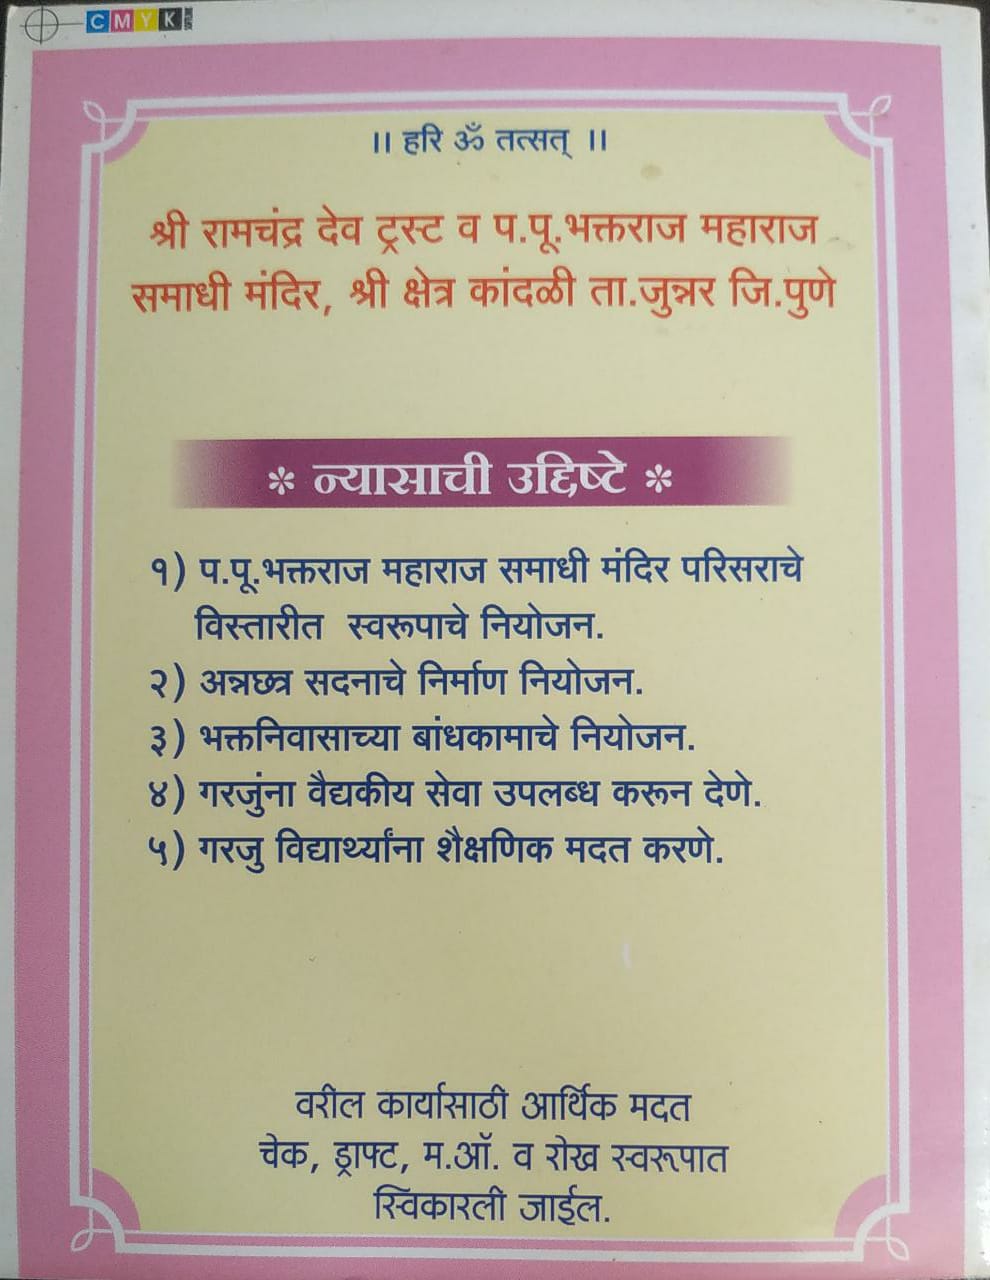 CMYK
।। हरि ॐ तत्सत् ।।
श्री रामचंद्र देव ट्रस्ट व प.पू.भक्तराज महाराज
समाधी मंदिर, श्री क्षेत्र कांदळी ता.जुन्नर जि.पुणे
* न्यासाची उद्दिष्टे *
१) प.पू.भक्तराज महाराज समाधी मंदिर परिसराचे
विस्तारीत स्वरूपाचे नियोजन.
२) अन्नछत्र सदनाचे निर्माण नियोजन.
३) भक्तनिवासाच्या बांधकामाचे नियोजन.
४) गरजुंना वैद्यकीय सेवा उपलब्ध करून देणे.
५) गरजु विद्यार्थ्यांना शैक्षणिक मदत करणे.
वरील कार्यासाठी आर्थिक मदत
चेक, ड्राफ्ट, म.ऑ. व रोख स्वरूपात
स्विकारली जाईल.